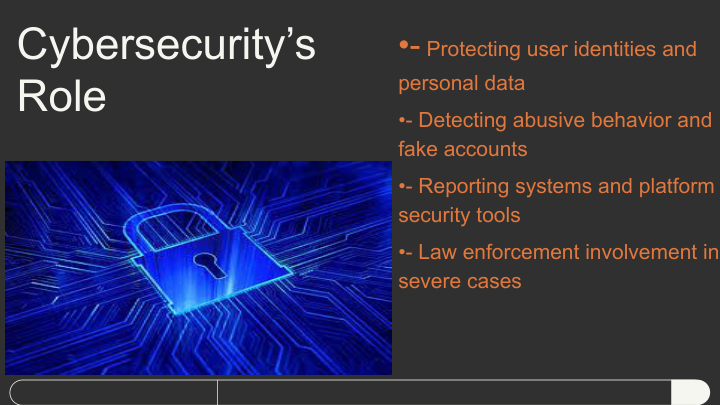 Cybersecurity’s
Role
•- Protecting user identities and
personal data
•- Detecting abusive behavior and
fake accounts
•- Reporting systems and platform
security tools
•- Law enforcement involvement in
severe cases